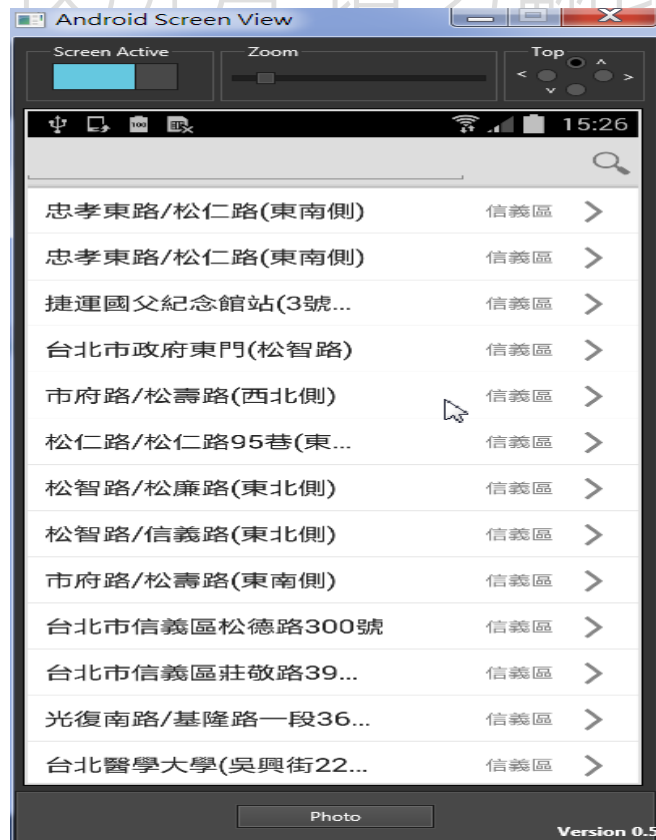 Android Screen View
Screen Active
Zoom
Top
< ^ >
v
100
15:26
忠孝東路/松仁路(東南側) 信義區 >
忠孝東路/松仁路(東南側) 信義區 >
捷運國父紀念館站(3號... 信義區 >
台北市政府東門(松智路) 信義區 >
市府路/松壽路(西北側) 信義區 >
松仁路/松仁路95巷(東... 信義區 >
松智路/松廉路(東北側) 信義區 >
松智路/信義路(東北側) 信義區 >
市府路/松壽路(東南側) 信義區 >
台北市信義區松德路300號 信義區 >
台北市信義區莊敬路39... 信義區 >
光復南路/基隆路一段36... 信義區 >
台北醫學大學(吳興街22... 信義區 >
Photo